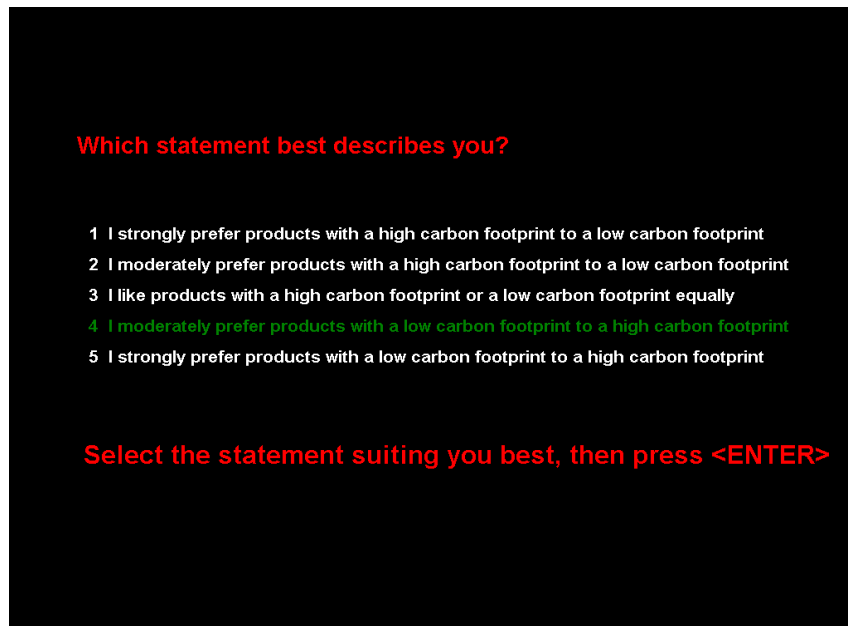 Which statement best describes you?
1 I strongly prefer products with a high carbon footprint to a low carbon footprint
2 I moderately prefer products with a high carbon footprint to a low carbon footprint
3 I like products with a high carbon footprint or a low carbon footprint equally
4 I moderately prefer products with a low carbon footprint to a high carbon footprint
5 I strongly prefer products with a low carbon footprint to a high carbon footprint
Select the statement suiting you best, then press <ENTER>